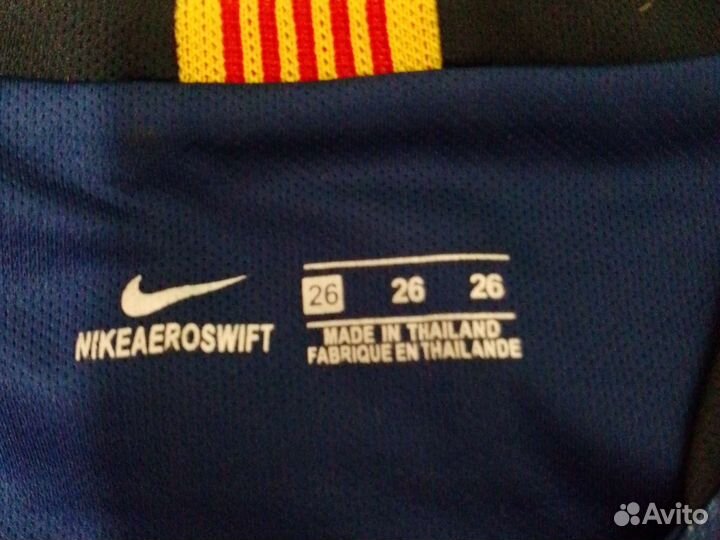 NIKEAEROSWIFT
26 26 26
MADE IN THAILAND
FABRIQUE EN THAILANDE
Avito